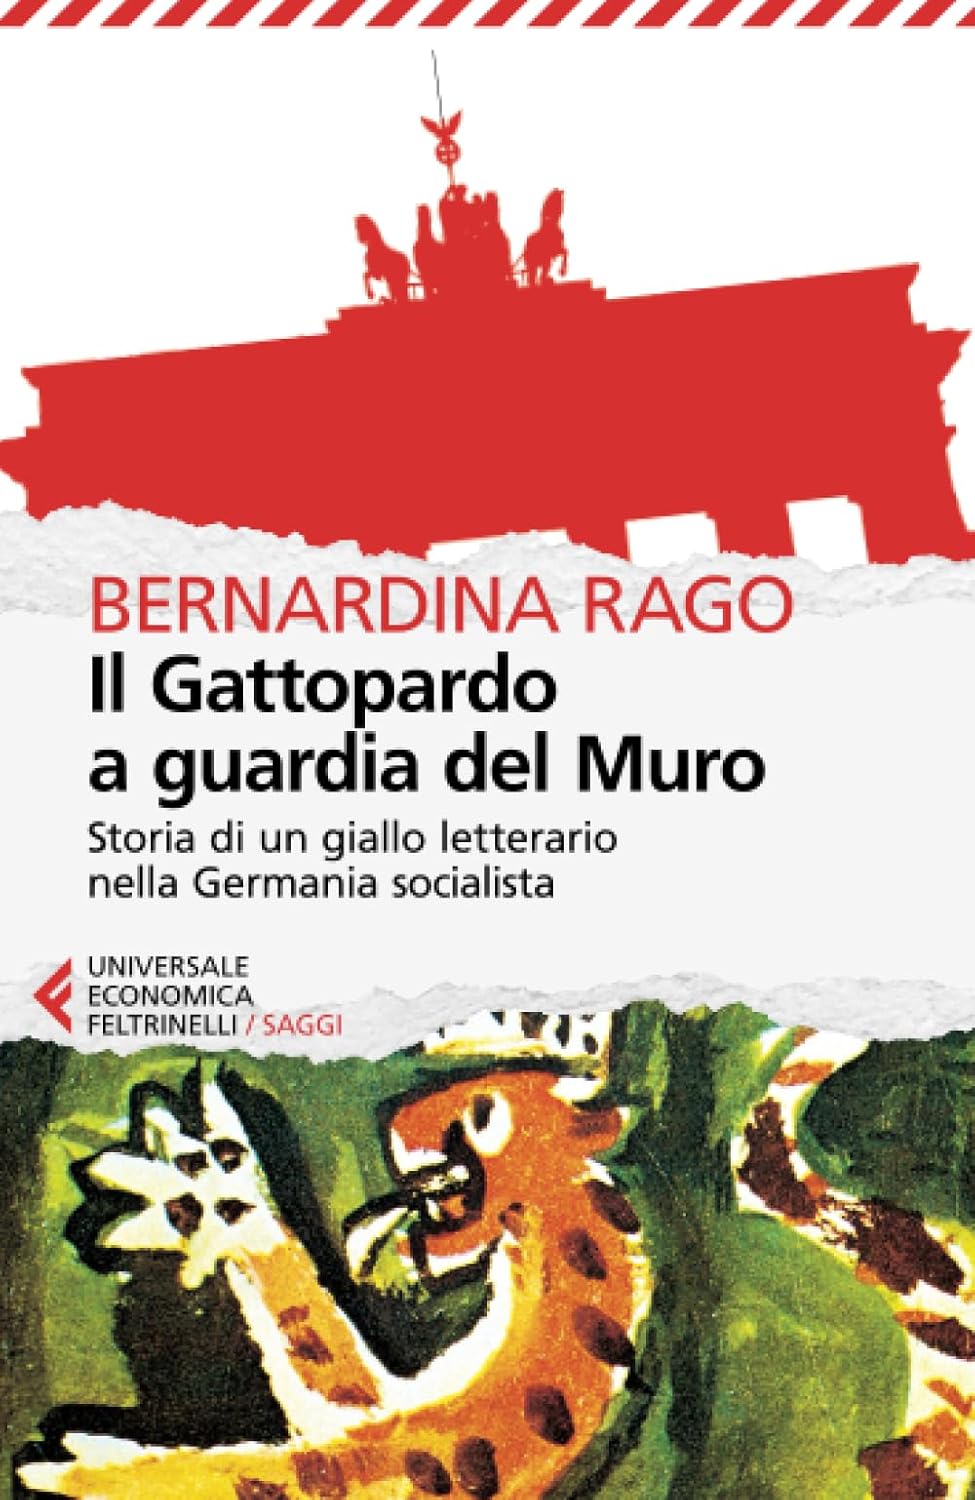 BERNARDINA RAGO
Il Gattopardo
a guardia del Muro
Storia di un giallo letterario
nella Germania socialista
UNIVERSALE
ECONOMICA
FELTRINELLI / SAGGI